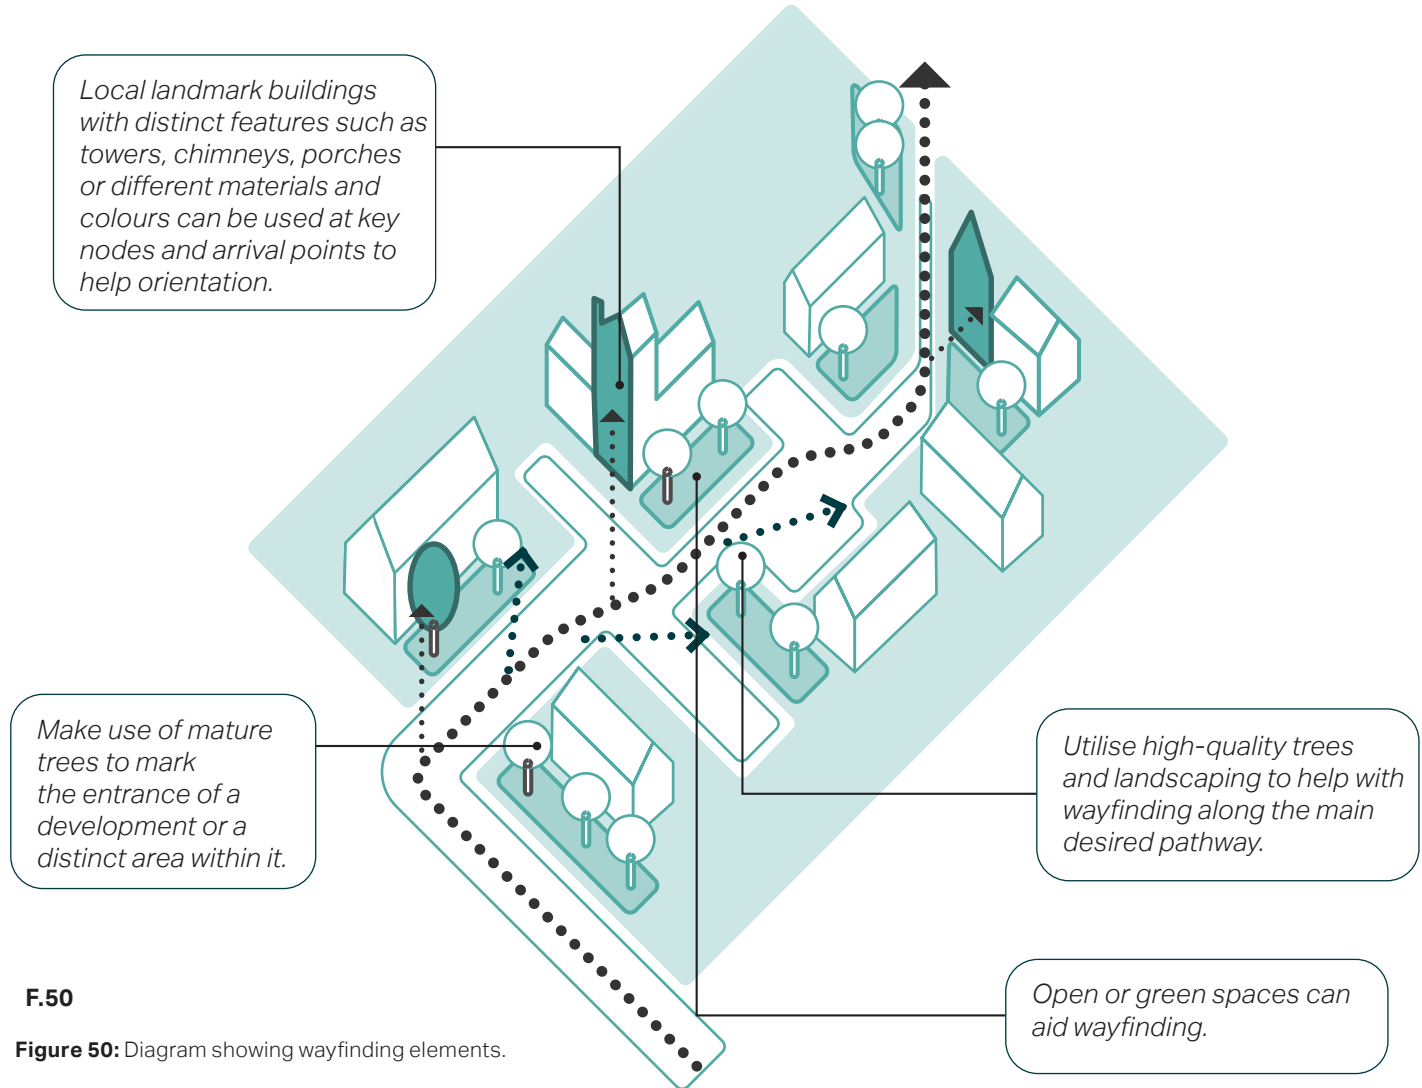 Local landmark buildings
with distinct features such as
towers, chimneys, porches
or different materials and
colours can be used at key
nodes and arrival points to
help orientation.
Make use of mature
trees to mark
the entrance of a
development or a
distinct area within it.
Utilise high-quality trees
and landscaping to help with
wayfinding along the main
desired pathway.
Open or green spaces can
aid wayfinding.
F.50
Figure 50: Diagram showing wayfinding elements.